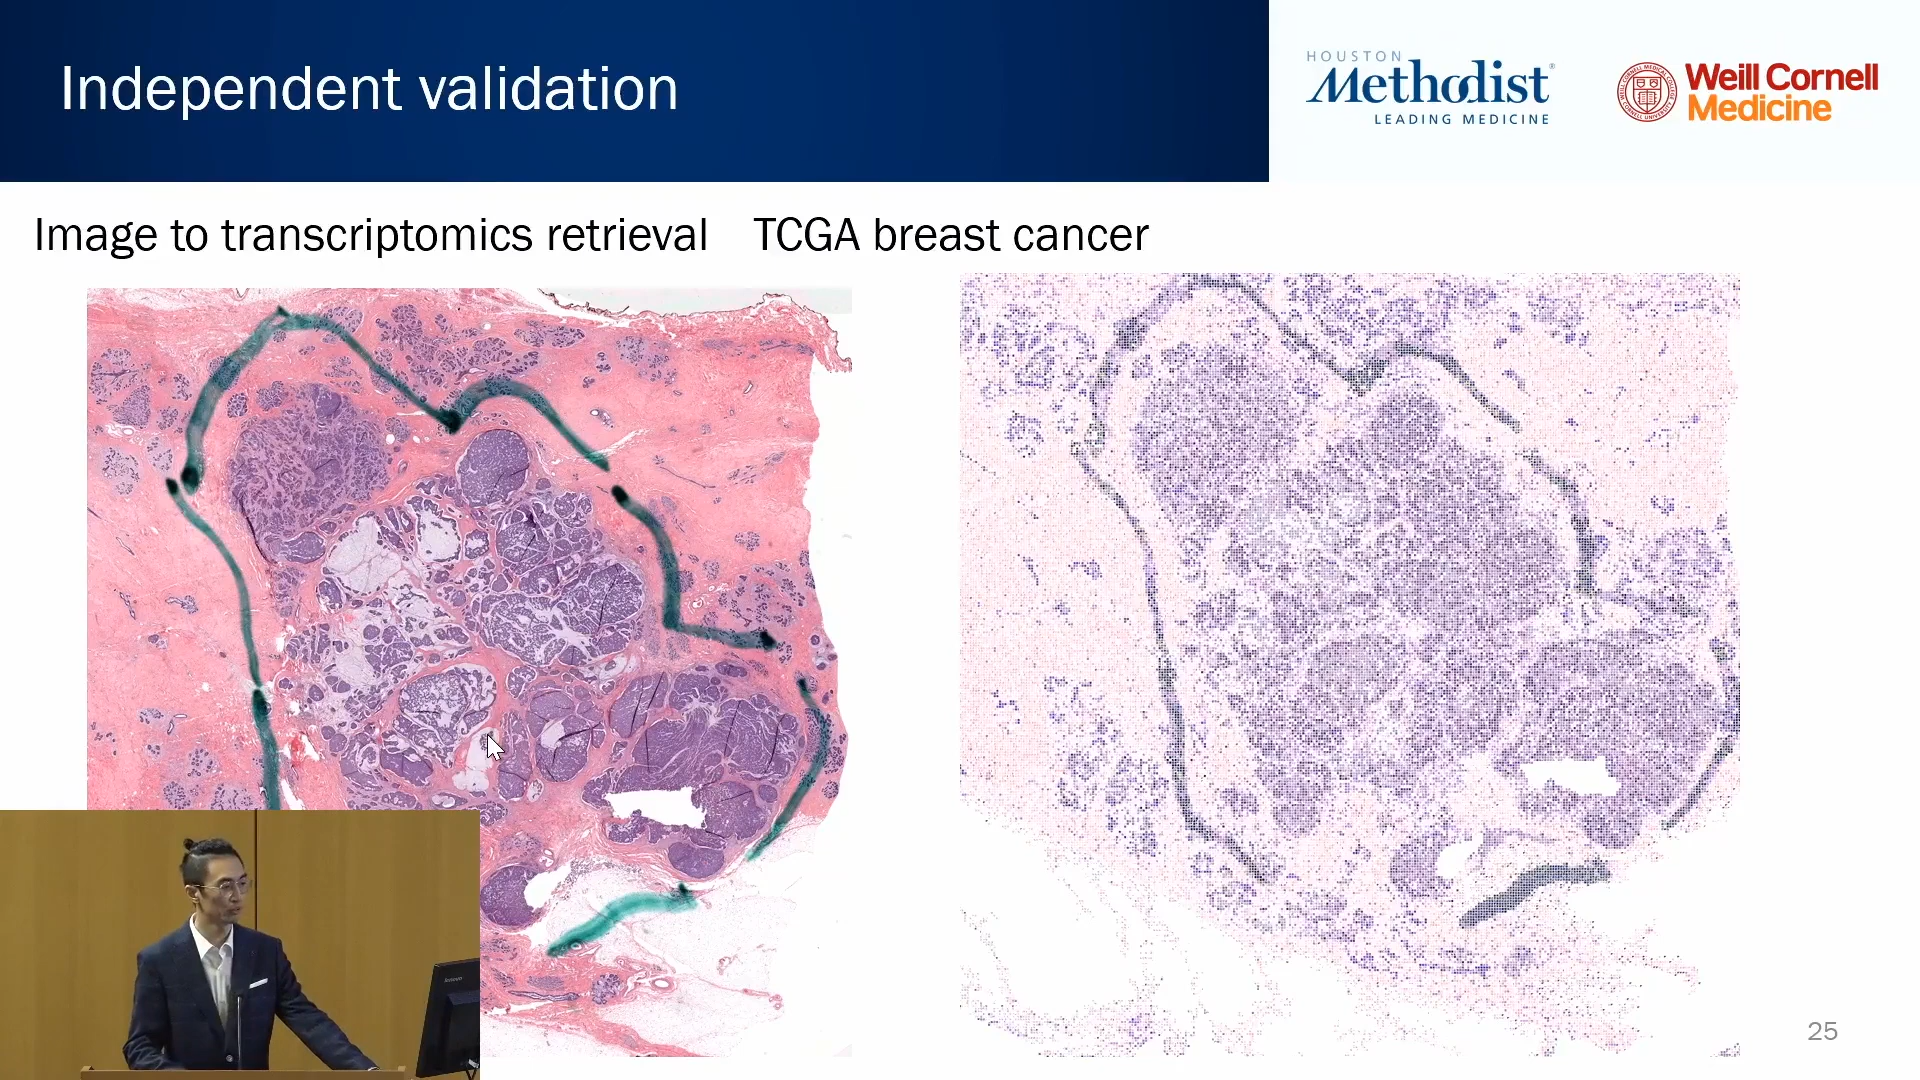 Independent validation
HOUSTON
Methodist®
LEADING MEDICINE
Weill Cornell
Medicine
Image to transcriptomics retrieval TCGA breast cancer
25